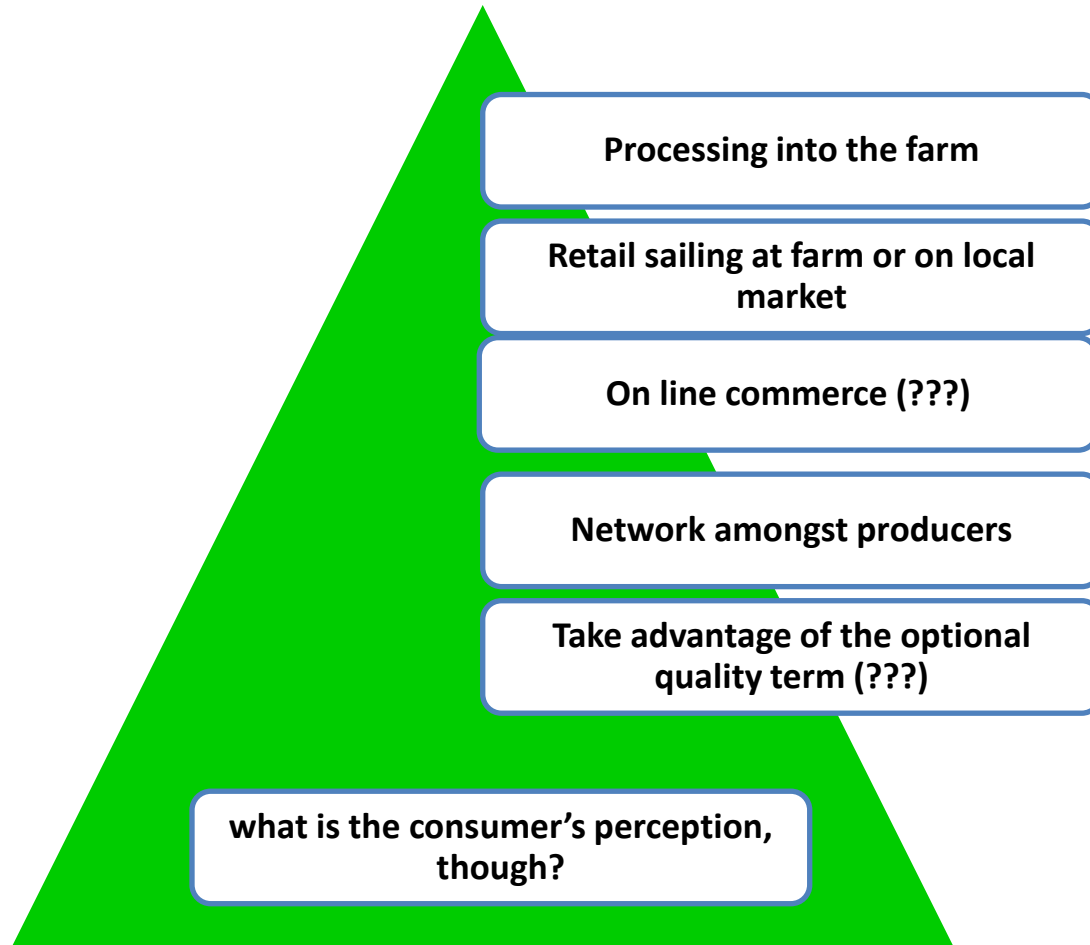 Processing into the farm
Retail sailing at farm or on local
market
On line commerce (???)
Network amongst producers
Take advantage of the optional
quality term (???)
what is the consumer’s perception,
though?